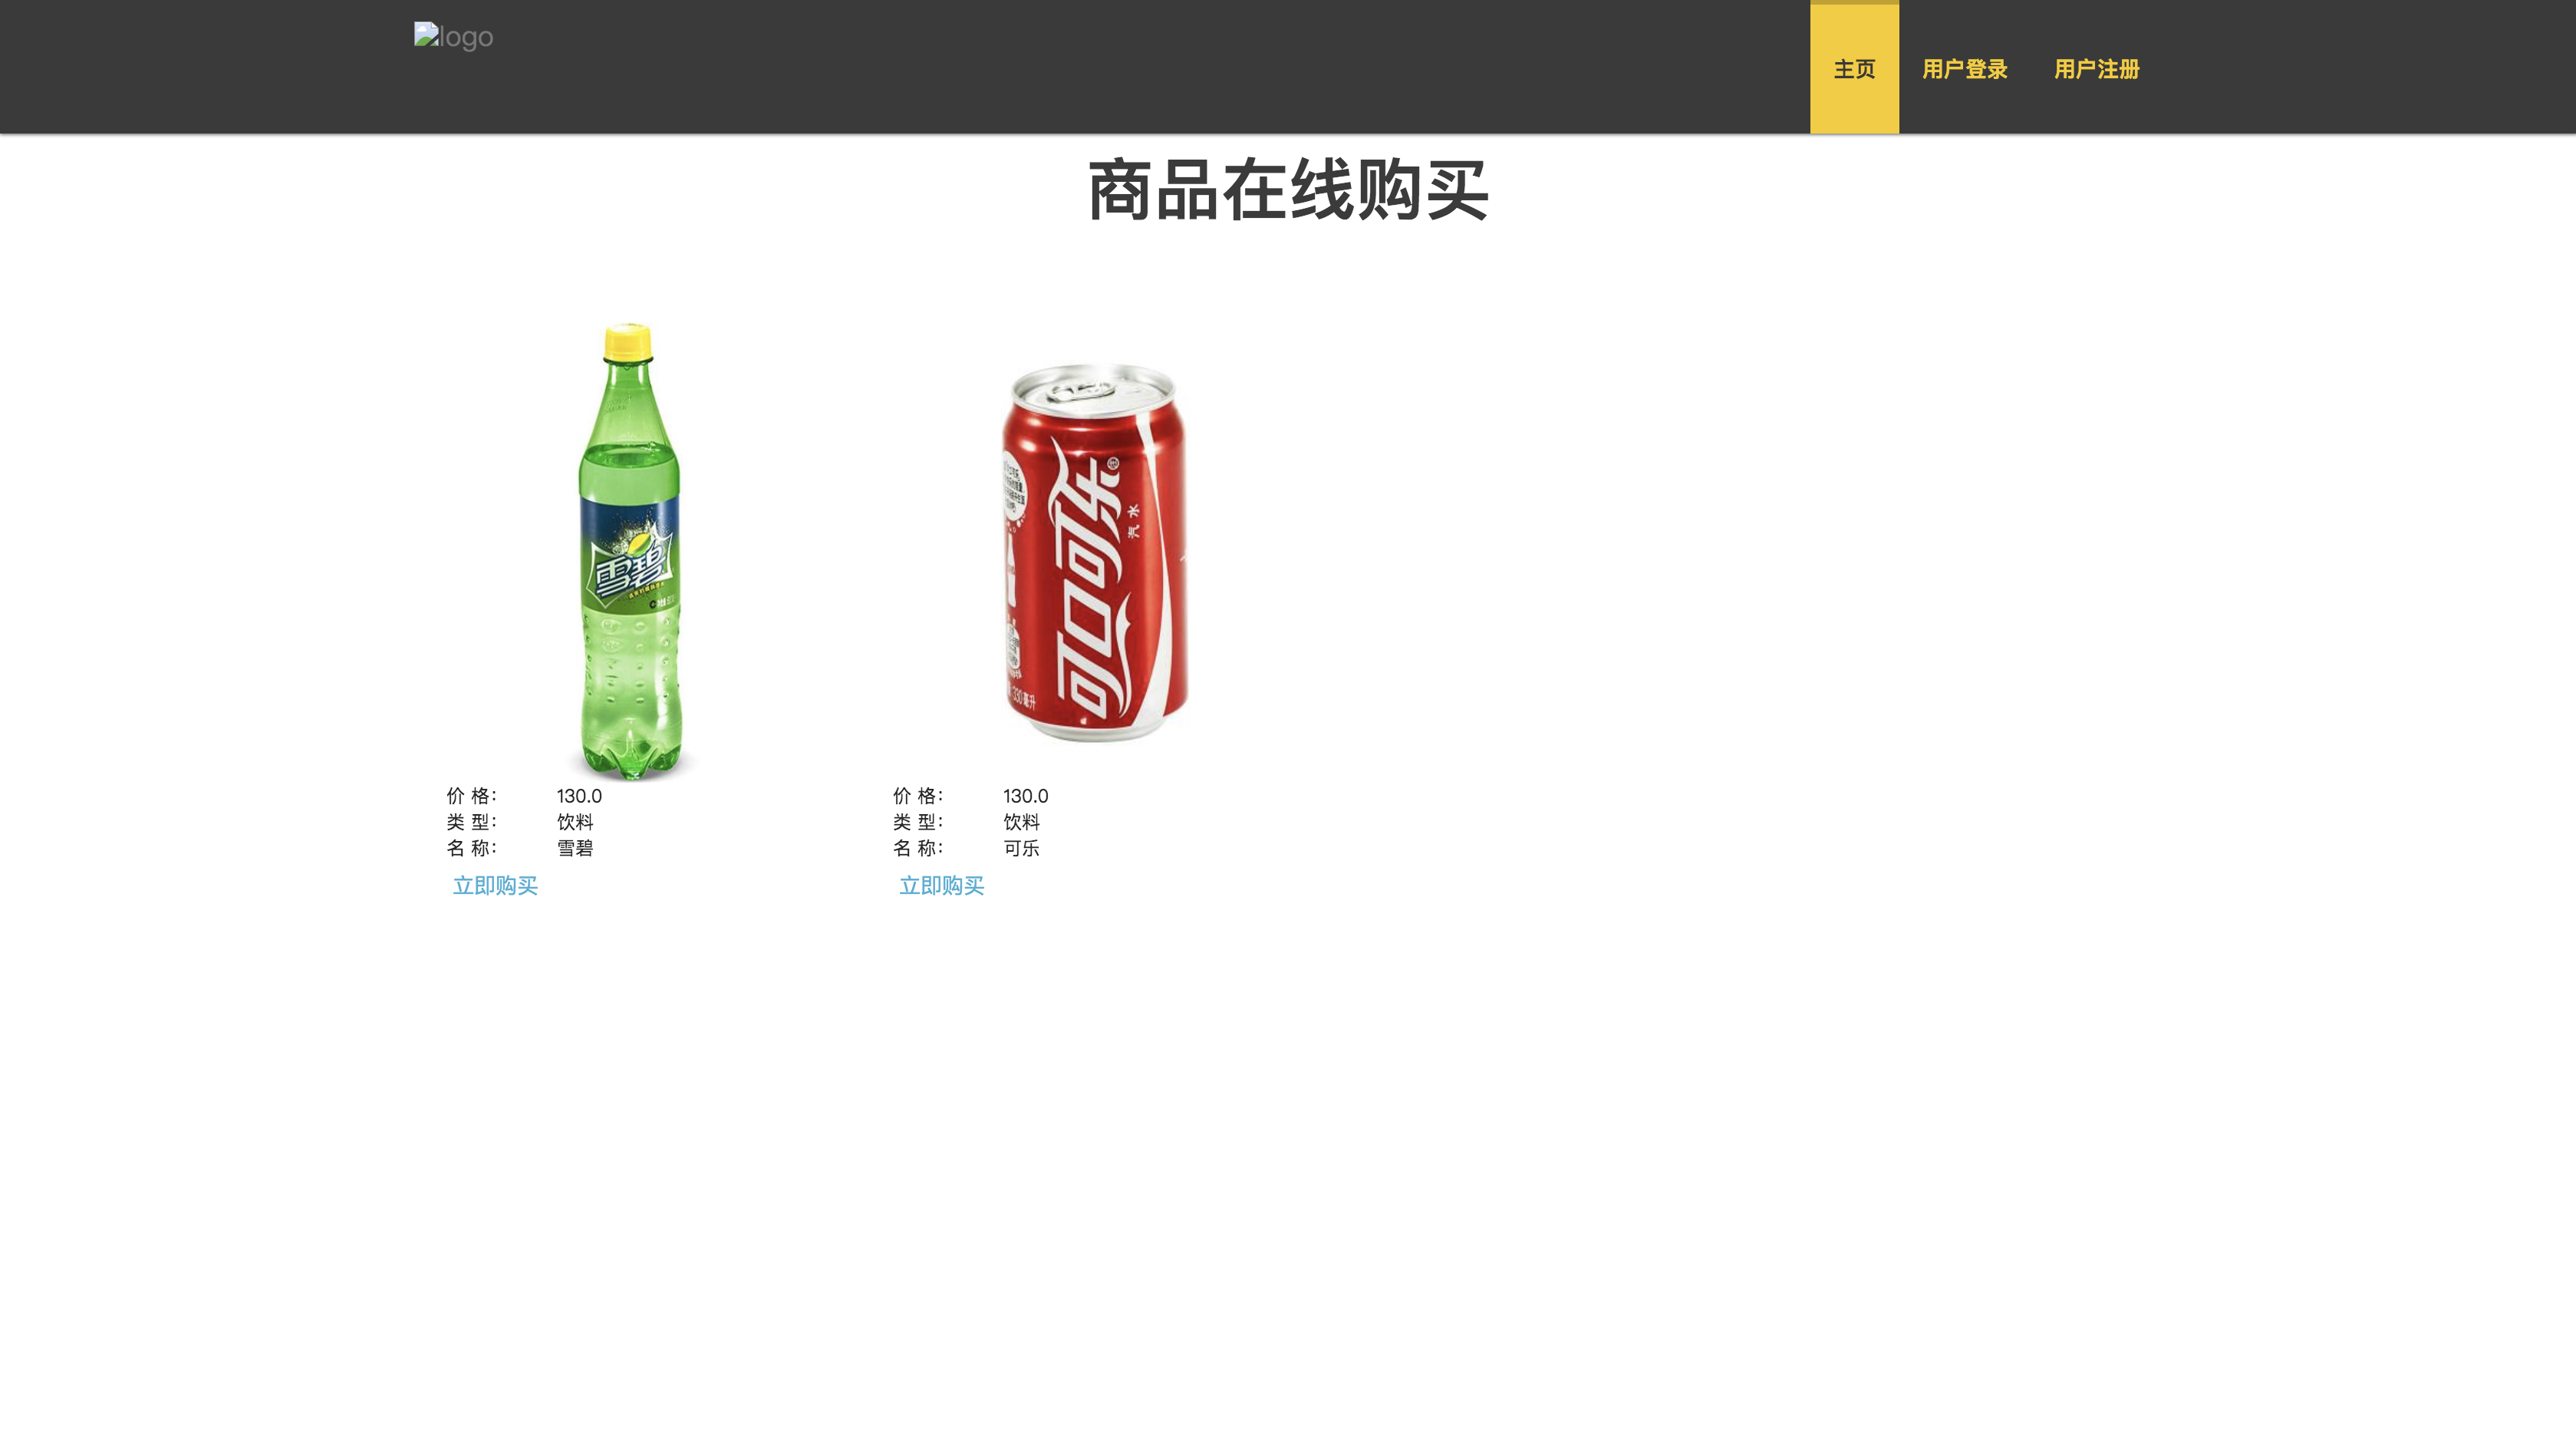 logo
主页
用户登录
用户注册
商品在线购买
雪碧
可口可乐
汽水
330毫升
价 格： 130.0
类 型： 饮料
名 称： 雪碧
立即购买
价 格： 130.0
类 型： 饮料
名 称： 可乐
立即购买